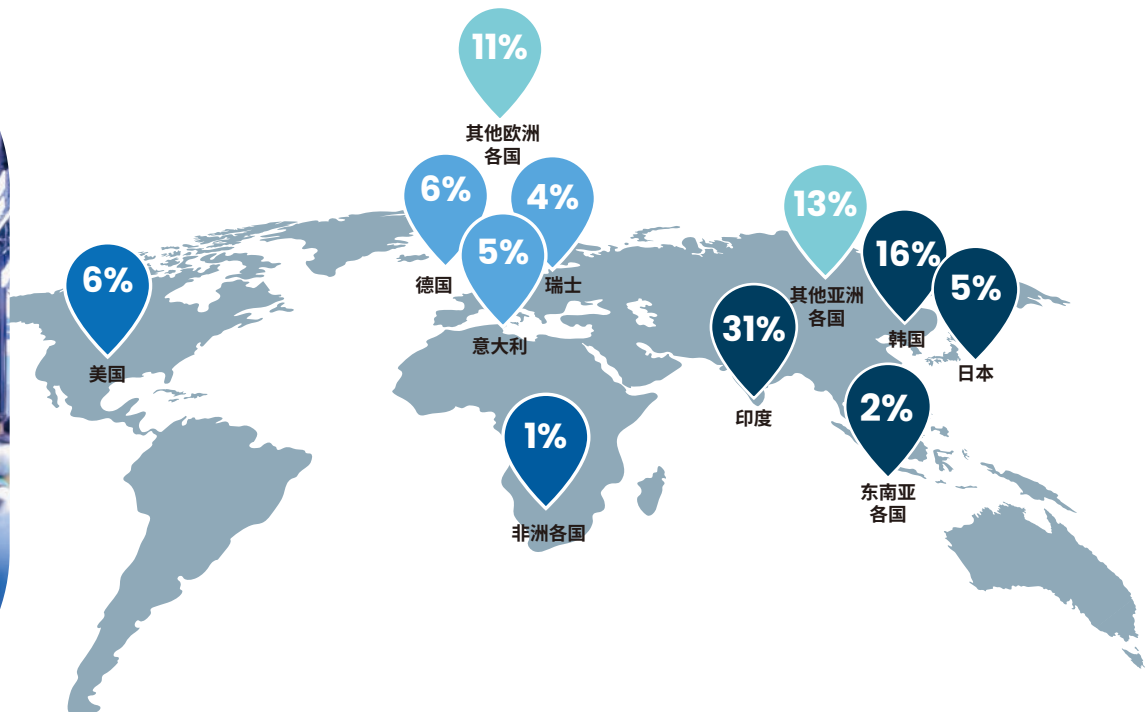 11%
其他欧洲
各国
6%
德国
4%
瑞士
5%
意大利
6%
美国
13%
其他亚洲
各国
16%
韩国
5%
日本
31%
印度
2%
东南亚
各国
1%
非洲各国